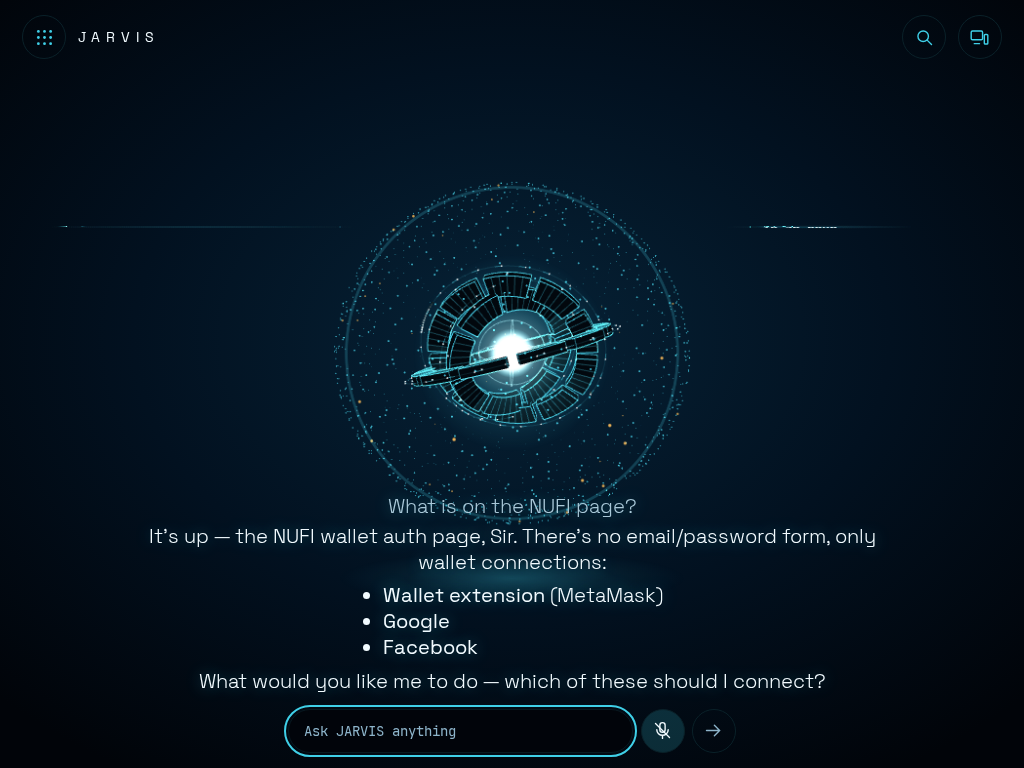 JARVIS
What is on the NUFI page?
It's up — the NUFI wallet auth page, Sir. There's no email/password form, only
wallet connections:
Wallet extension (MetaMask)
Google
Facebook
What would you like me to do — which of these should I connect?
Ask JARVIS anything